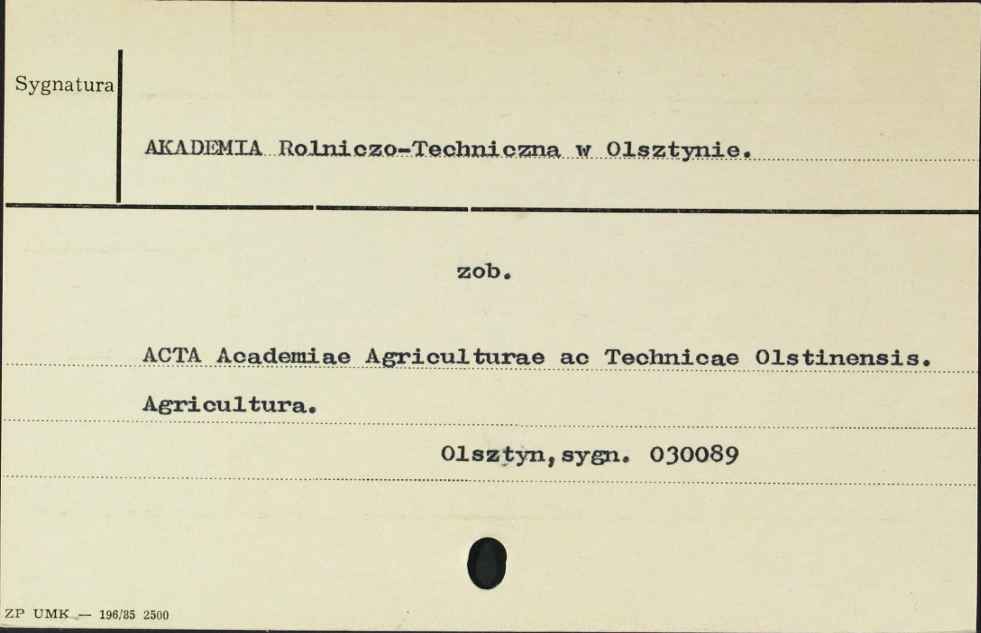 Sygnatura
AKADEMIA Rolniczo-Techniczna w Olsztynie.
zob.
ACTA Academiae Agriculturae ac Technicae Olstinensis.
Agricultura.
Olsztyn, sygn. 030089
ZP UMK — 196/85 2500